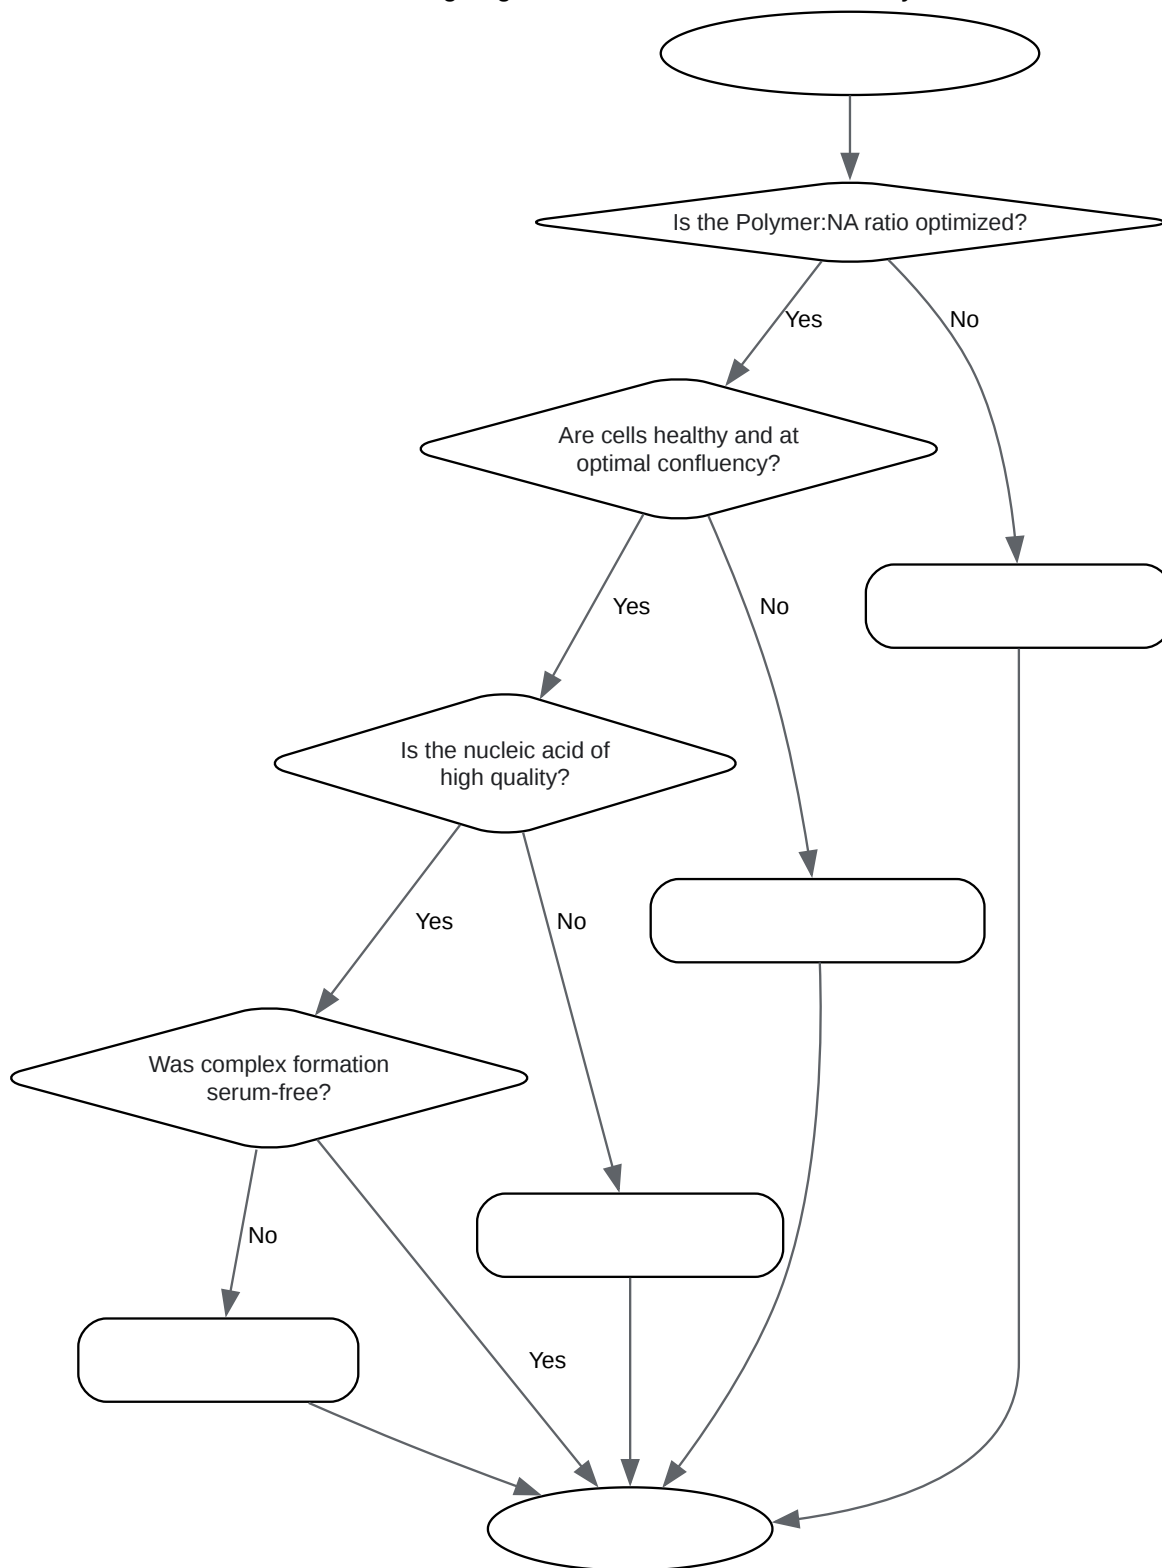 Is the Polymer:NA ratio optimized?
Yes
No
Are cells healthy and at
optimal confluency?
Yes
No
Is the nucleic acid of
high quality?
Yes
No
Was complex formation
serum-free?
No
Yes